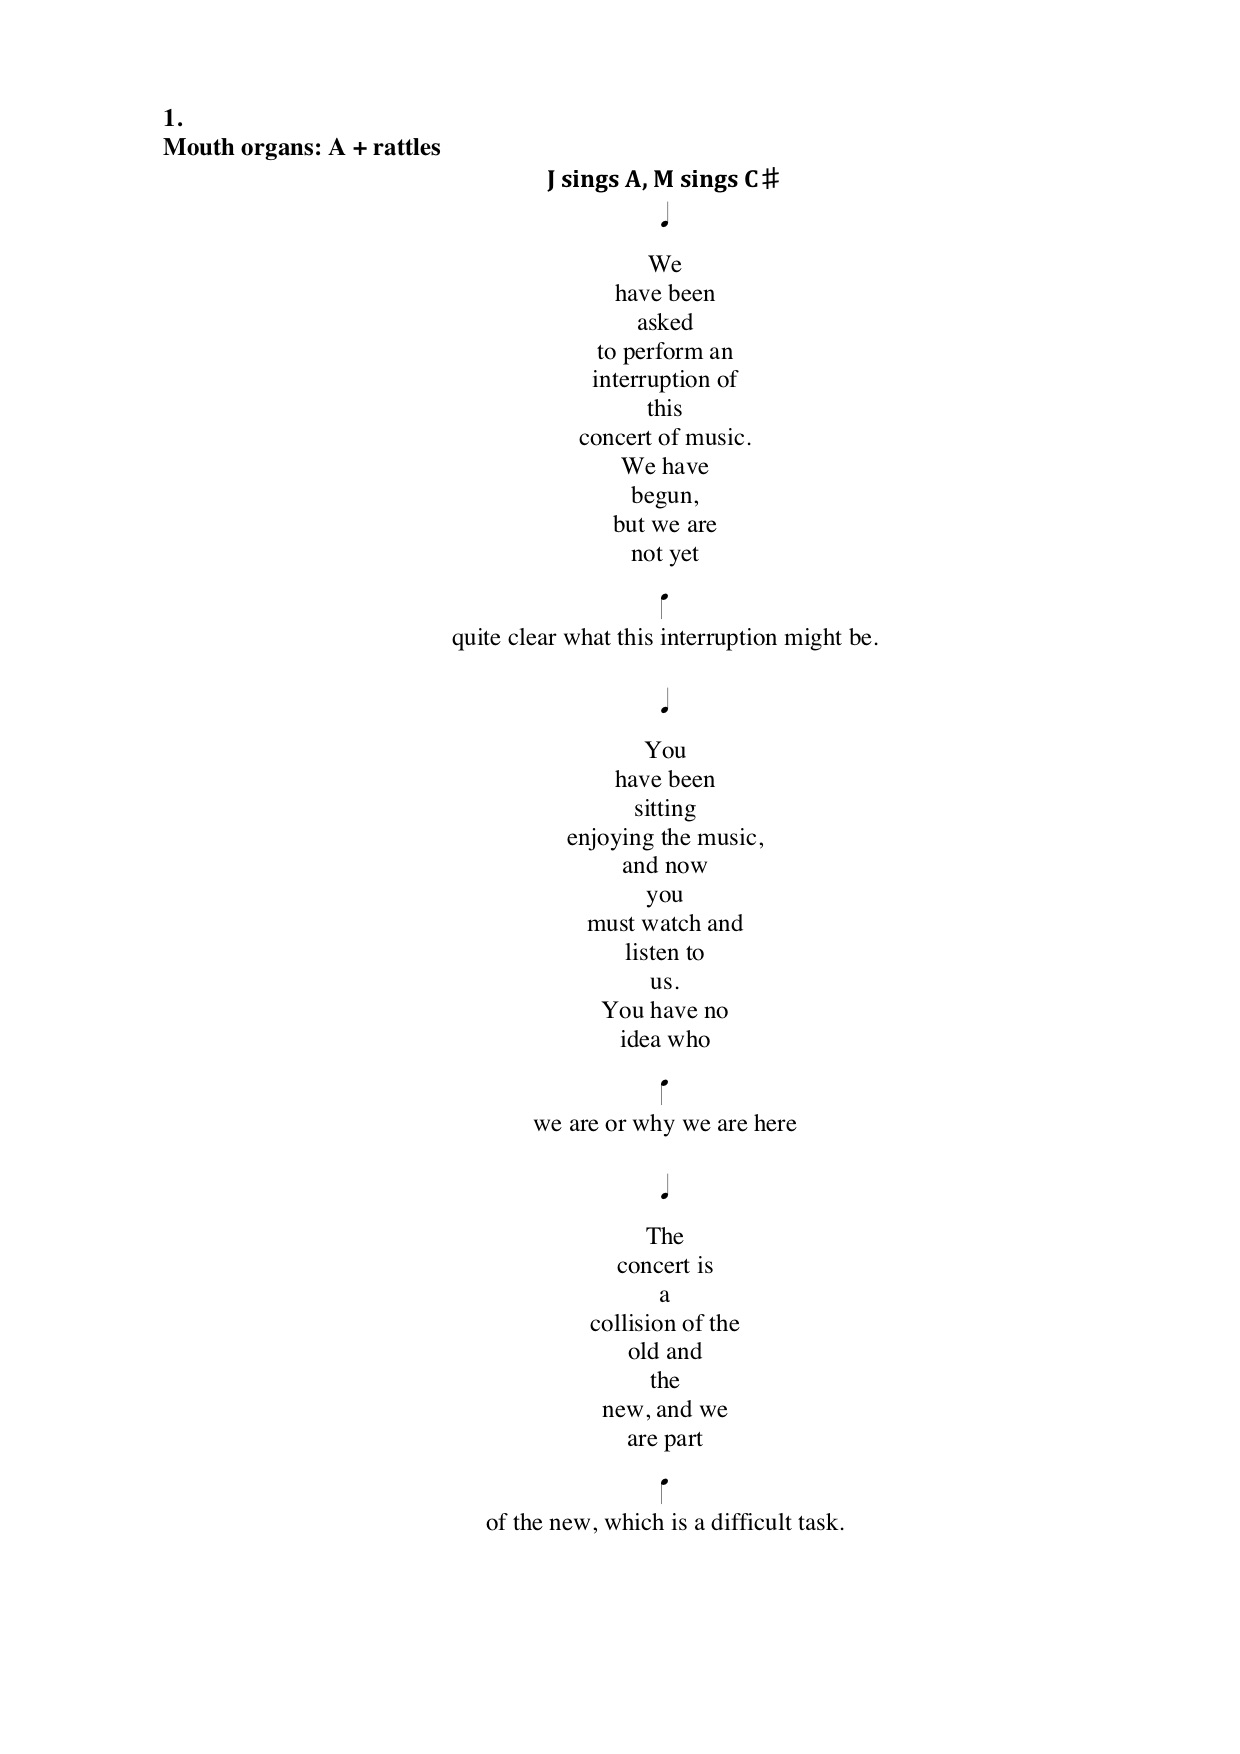 1.
Mouth organs: A + rattles
J sings A, M sings C♯
We
have been
asked
to perform an
interruption of
this
concert of music.
We have
begun,
but we are
not yet
quite clear what this interruption might be.
You
have been
sitting
enjoying the music,
and now
you
must watch and
listen to
us.
You have no
idea who
we are or why we are here
The
concert is
a
collision of the
old and
the
new, and we
are part
of the new, which is a difficult task.